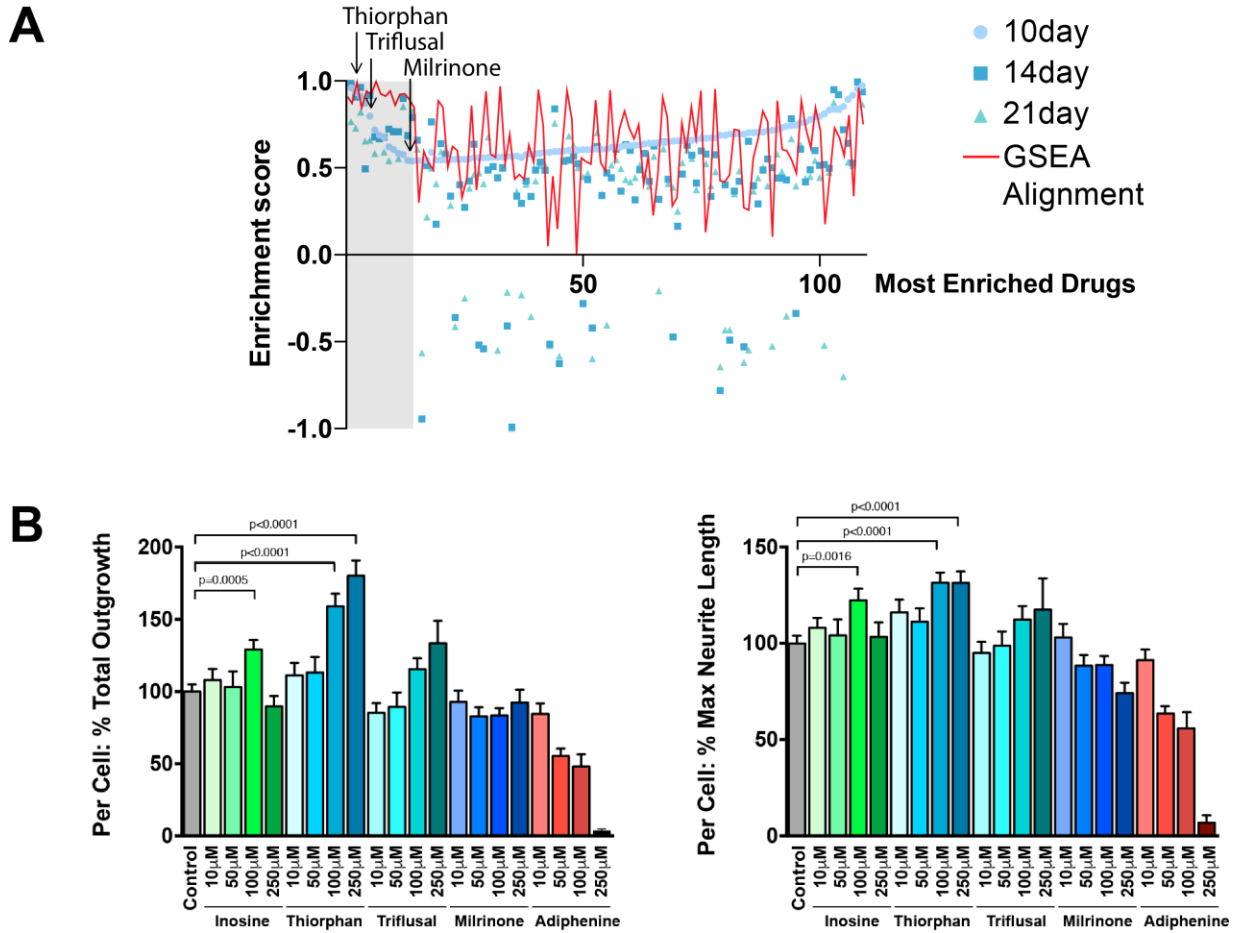 A
Thiorphan
Triflusal
Milrinone
10day
14day
21day
GSEA
Alignment
Enrichment score
1.0
0.5
0.0
-0.5
-1.0
50
100
Most Enriched Drugs
B
Per Cell: % Total Outgrowth
200
150
100
50
0
p<0.0001
p<0.0001
p=0.0005
Control
10µM
50µM
100µM
250µM
10µM
50µM
100µM
250µM
10µM
50µM
100µM
250µM
10µM
50µM
100µM
250µM
10µM
50µM
100µM
250µM
Inosine
Thiorphan
Triflusal
Milrinone
Adiphenine
Per Cell: % Max Neurite Length
150
100
50
0
p<0.0001
p<0.0001
p=0.0016
Control
10µM
50µM
100µM
250µM
10µM
50µM
100µM
250µM
10µM
50µM
100µM
250µM
10µM
50µM
100µM
250µM
10µM
50µM
100µM
250µM
Inosine
Thiorphan
Triflusal
Milrinone
Adiphenine